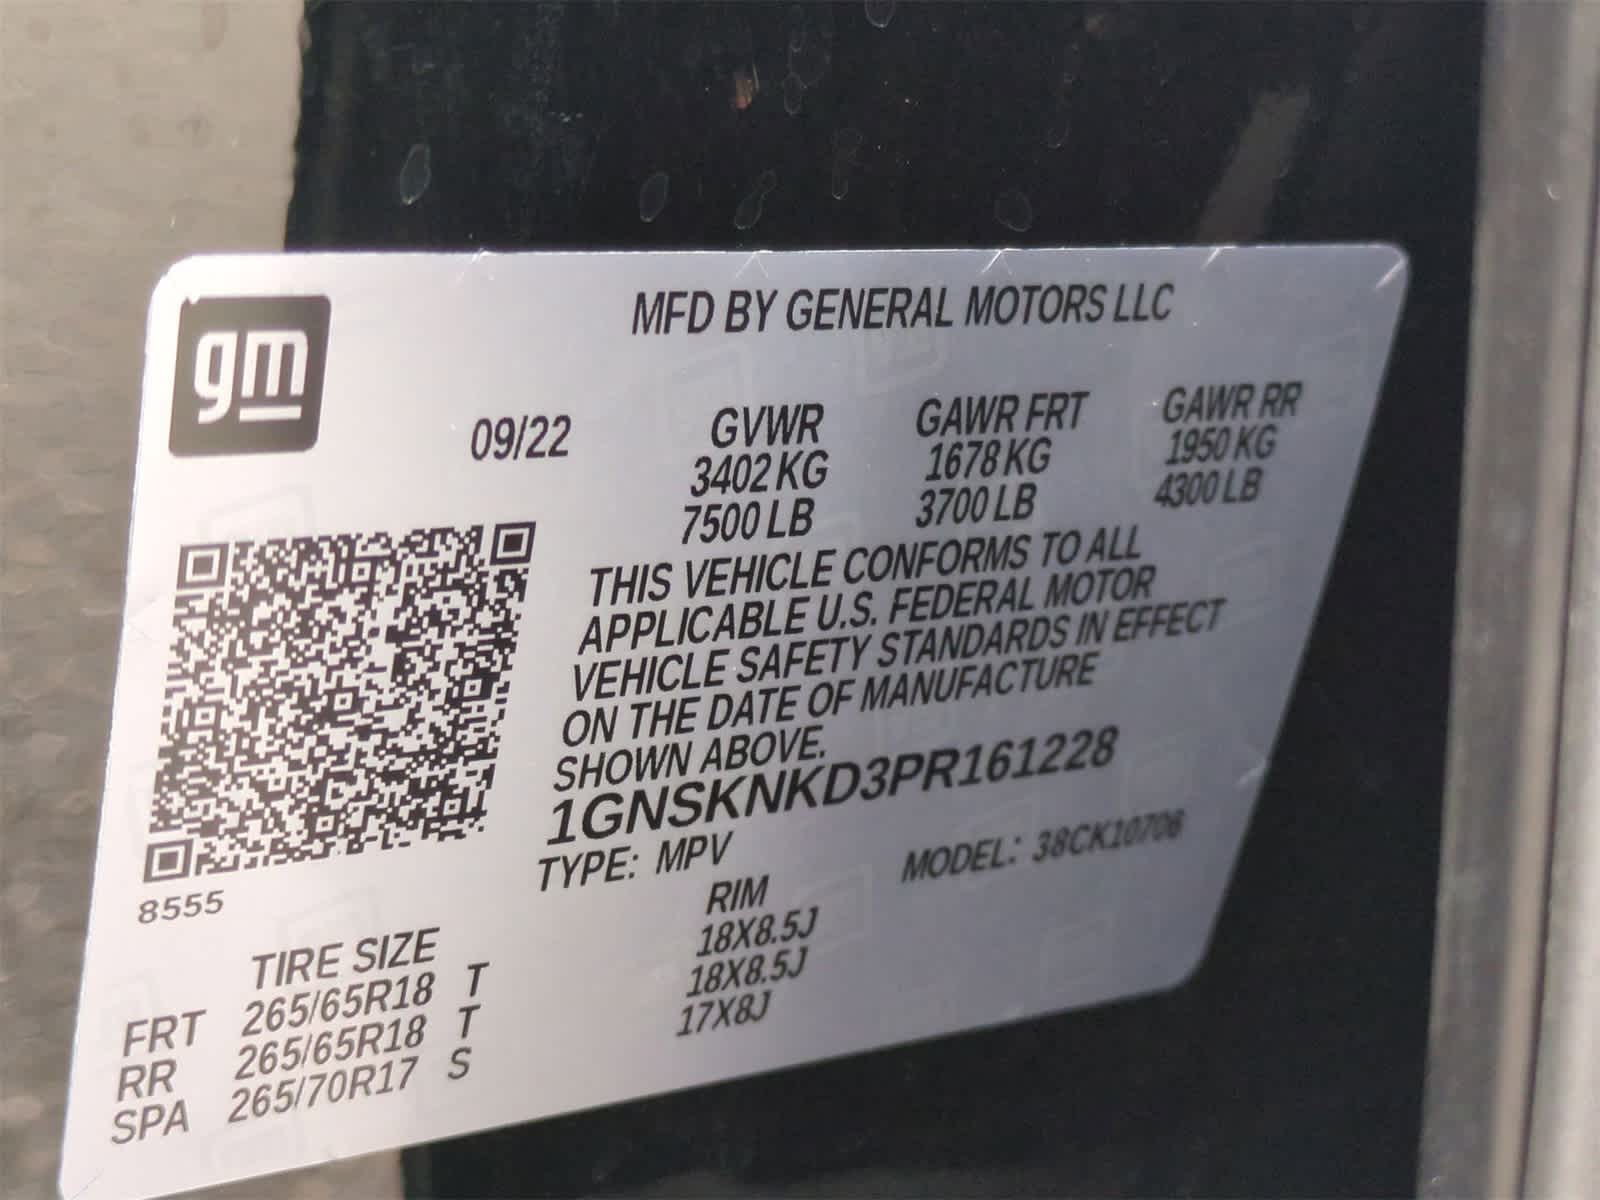 gm
MFD BY GENERAL MOTORS LLC
09/22
GVWR GAWR FRT GAWR RR
3402 KG 1678 KG 1950 KG
7500 LB 3700 LB 4300 LB
THIS VEHICLE CONFORMS TO ALL
APPLICABLE U.S. FEDERAL MOTOR
VEHICLE SAFETY STANDARDS IN EFFECT
ON THE DATE OF MANUFACTURE
SHOWN ABOVE.
1GNSKNKD3PR161228
TYPE: MPV MODEL: 38CK10706
8555
TIRE SIZE RIM
FRT 265/65R18 T 18X8.5J
RR 265/65R18 T 18X8.5J
SPA 265/70R17 S 17X8J